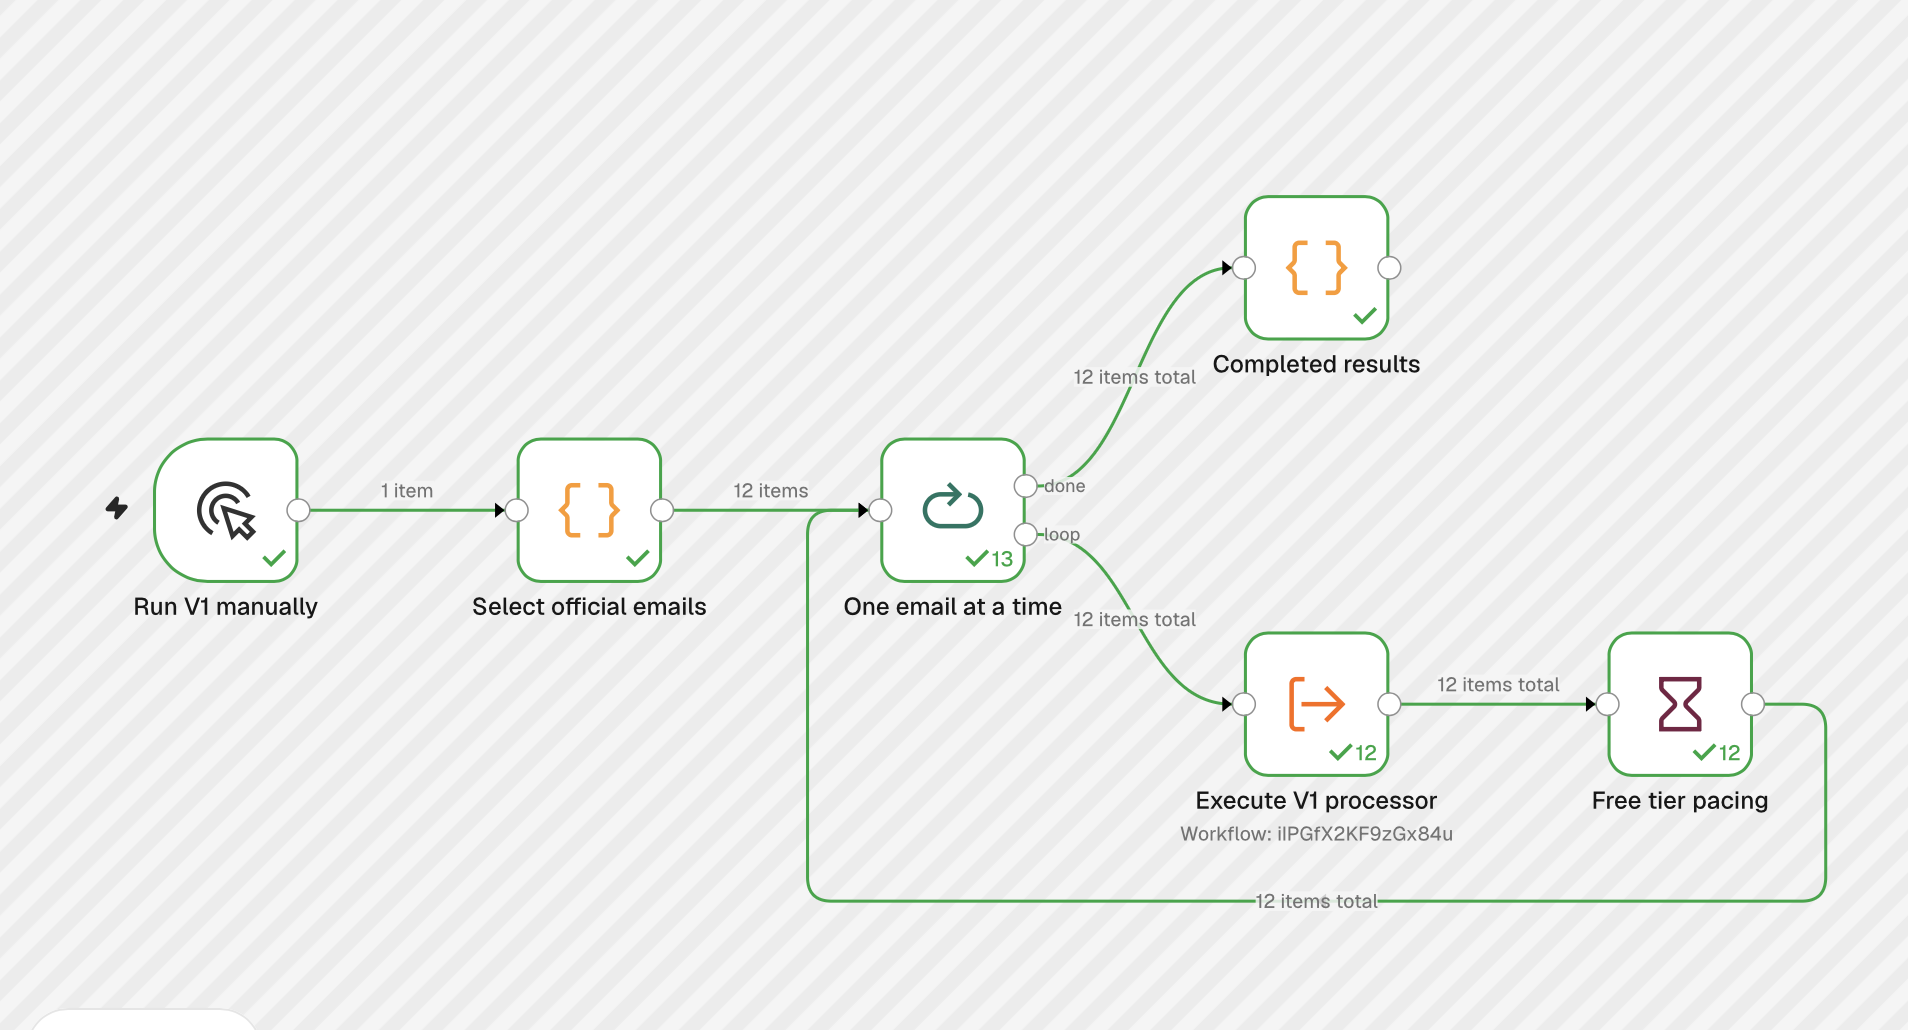 Run V1 manually
1 item
Select official emails
12 items
One email at a time
13
done
loop
12 items total
Completed results
12 items total
Execute V1 processor
Workflow: iIPGfX2KF9zGx84u
12
12 items total
Free tier pacing
12
12 items total